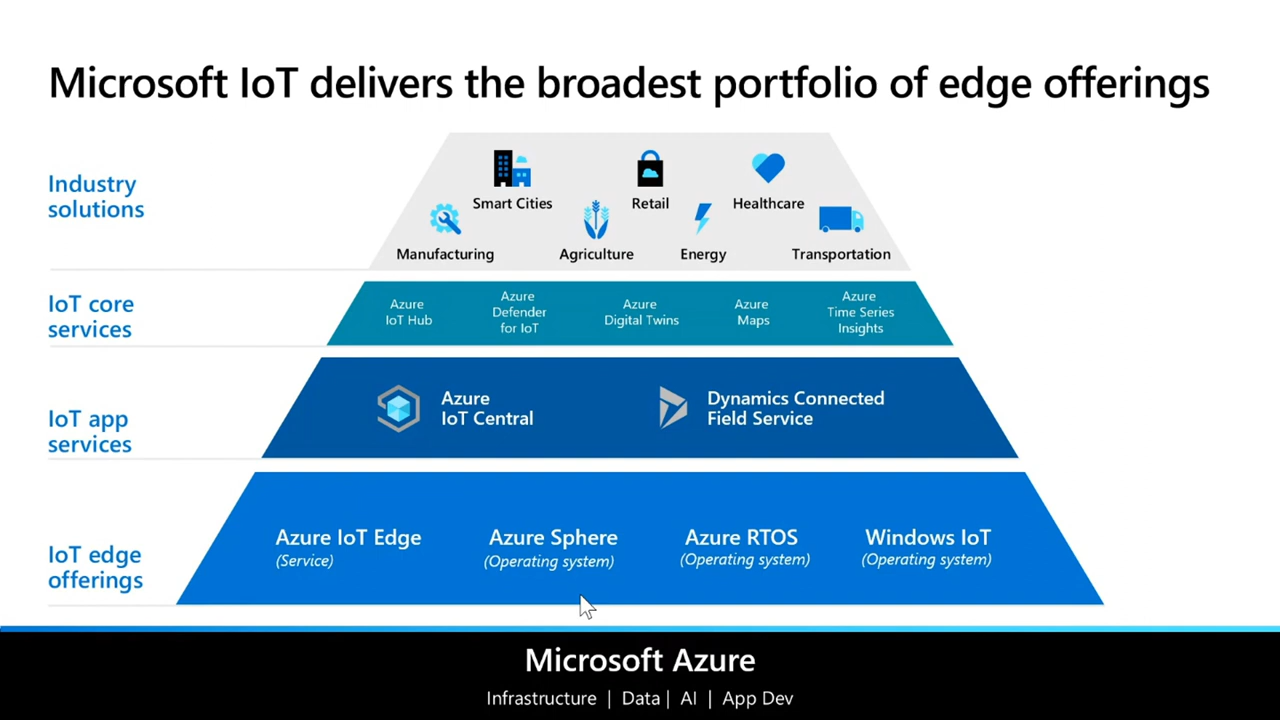 Microsoft IoT delivers the broadest portfolio of edge offerings
Industry
solutions
Smart Cities
Retail
Healthcare
Manufacturing
Agriculture
Energy
Transportation
IoT core
services
Azure
IoT Hub
Azure
Defender
for IoT
Azure
Digital Twins
Azure
Maps
Azure
Time Series
Insights
IoT app
services
Azure
IoT Central
Dynamics Connected
Field Service
IoT edge
offerings
Azure IoT Edge
(Service)
Azure Sphere
(Operating system)
Azure RTOS
(Operating system)
Windows IoT
(Operating system)
Microsoft Azure
Infrastructure | Data | AI | App Dev